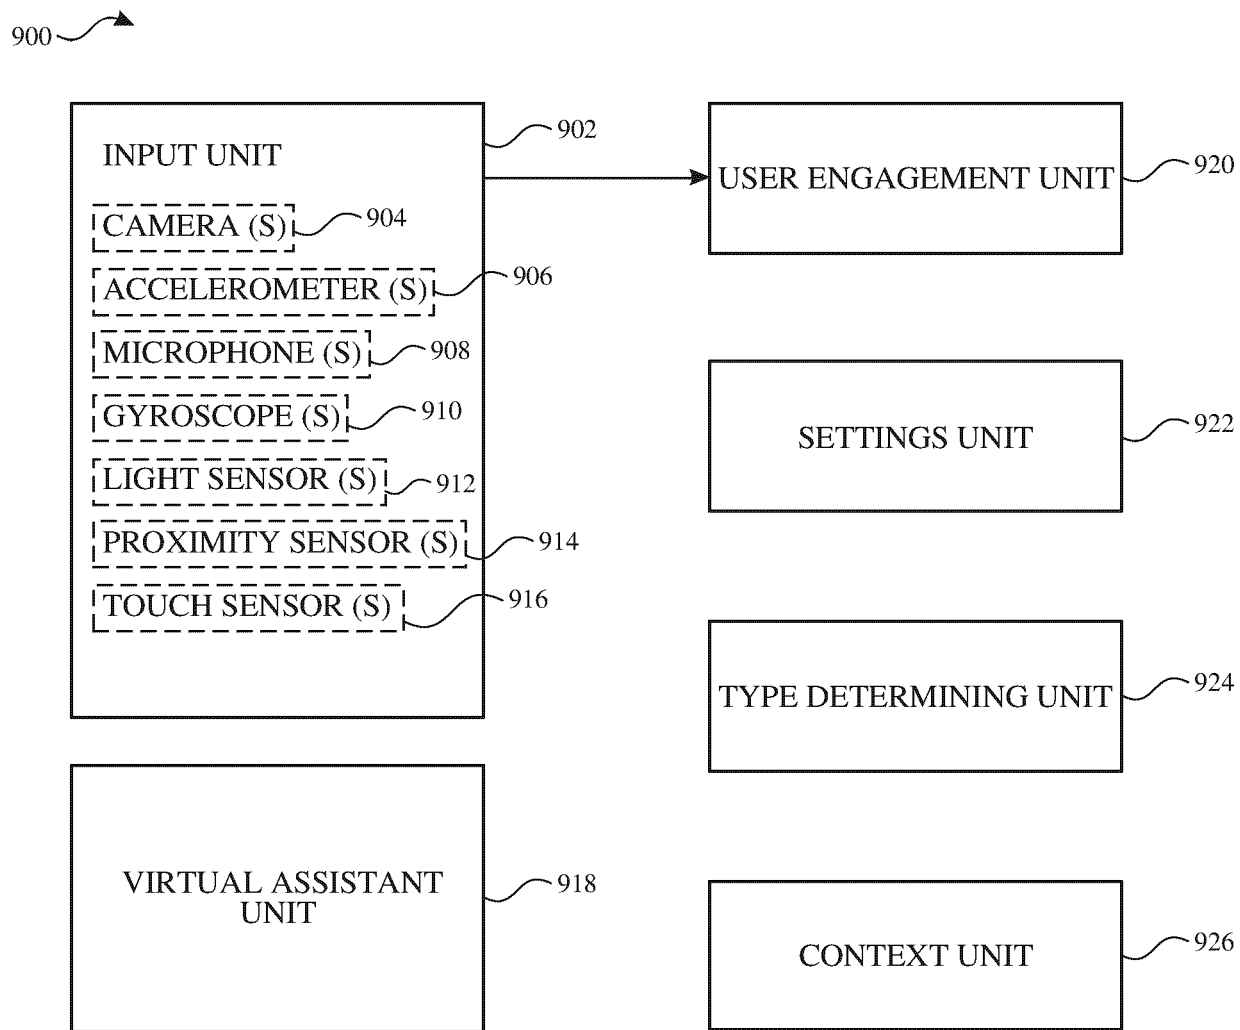 900
INPUT UNIT
902
CAMERA (S)
904
ACCELEROMETER (S)
906
MICROPHONE (S)
908
GYROSCOPE (S)
910
LIGHT SENSOR (S)
912
PROXIMITY SENSOR (S)
914
TOUCH SENSOR (S)
916
VIRTUAL ASSISTANT
UNIT
918
USER ENGAGEMENT UNIT
920
SETTINGS UNIT
922
TYPE DETERMINING UNIT
924
CONTEXT UNIT
926